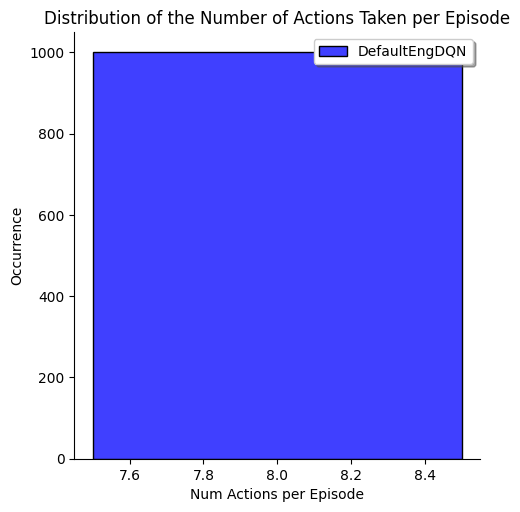 Distribution of the Number of Actions Taken per Episode
DefaultEngDQN
Occurrence
1000
800
600
400
200
0
7.6 7.8 8.0 8.2 8.4
Num Actions per Episode